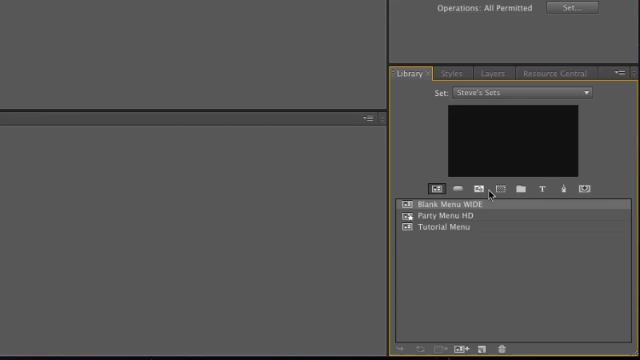 Operations: All Permitted Set...
Library Styles Layers Resource Central
Set: Steve's Sets
T
Blank Menu WIDE
Party Menu HD
Tutorial Menu